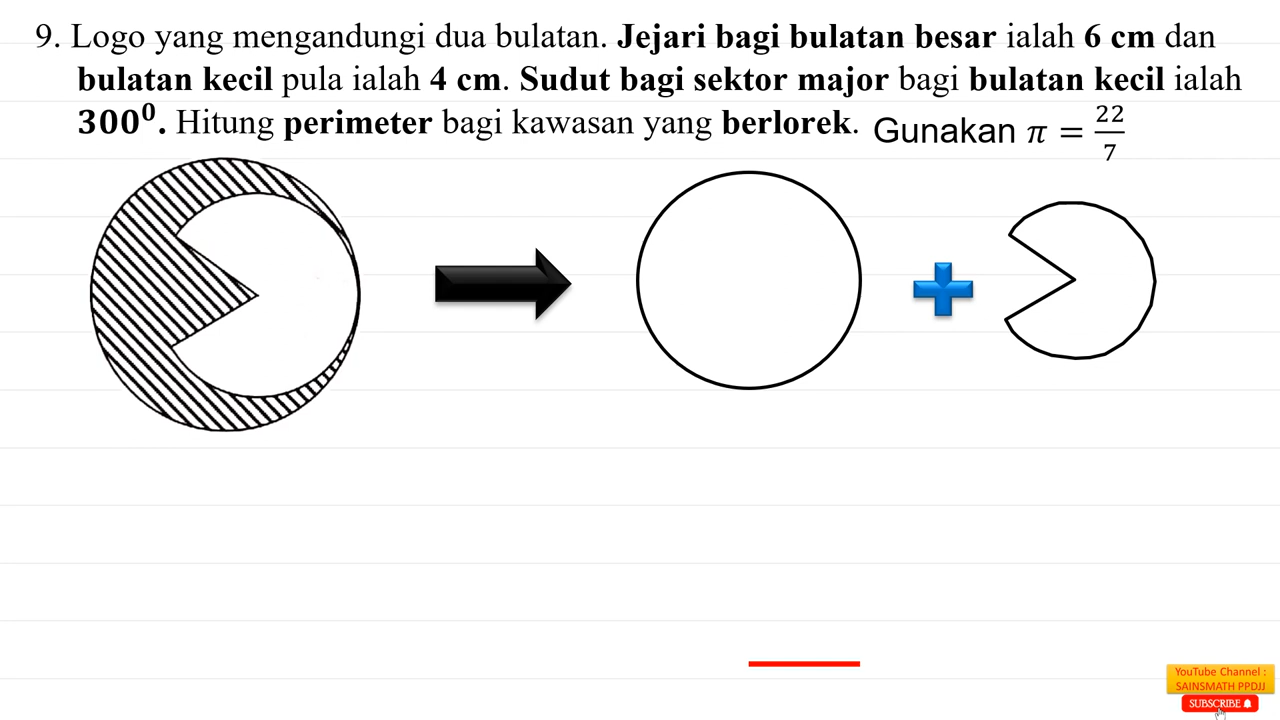 9. Logo yang mengandungi dua bulatan. Jejari bagi bulatan besar ialah 6 cm dan
bulatan kecil pula ialah 4 cm. Sudut bagi sektor major bagi bulatan kecil ialah
300⁰. Hitung perimeter bagi kawasan yang berlorek. Gunakan π = 22/7
YouTube Channel :
SAINSMATH PPDJJ
SUBSCRIBE